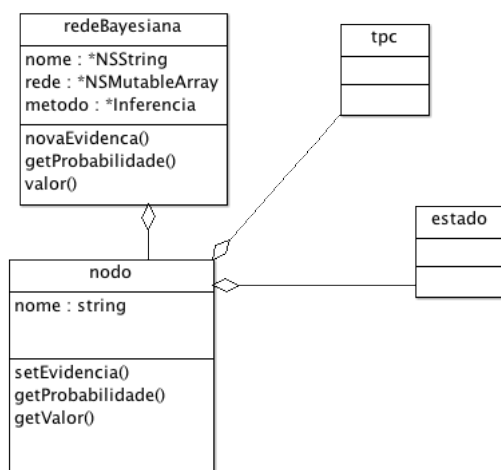 redeBayesiana
nome : *NSString
rede : *NSMutableArray
metodo : *Inferencia
novaEvidenca()
getProbabilidade()
valor()
tpc
estado
nodo
nome : string
setEvidencia()
getProbabilidade()
getValor()